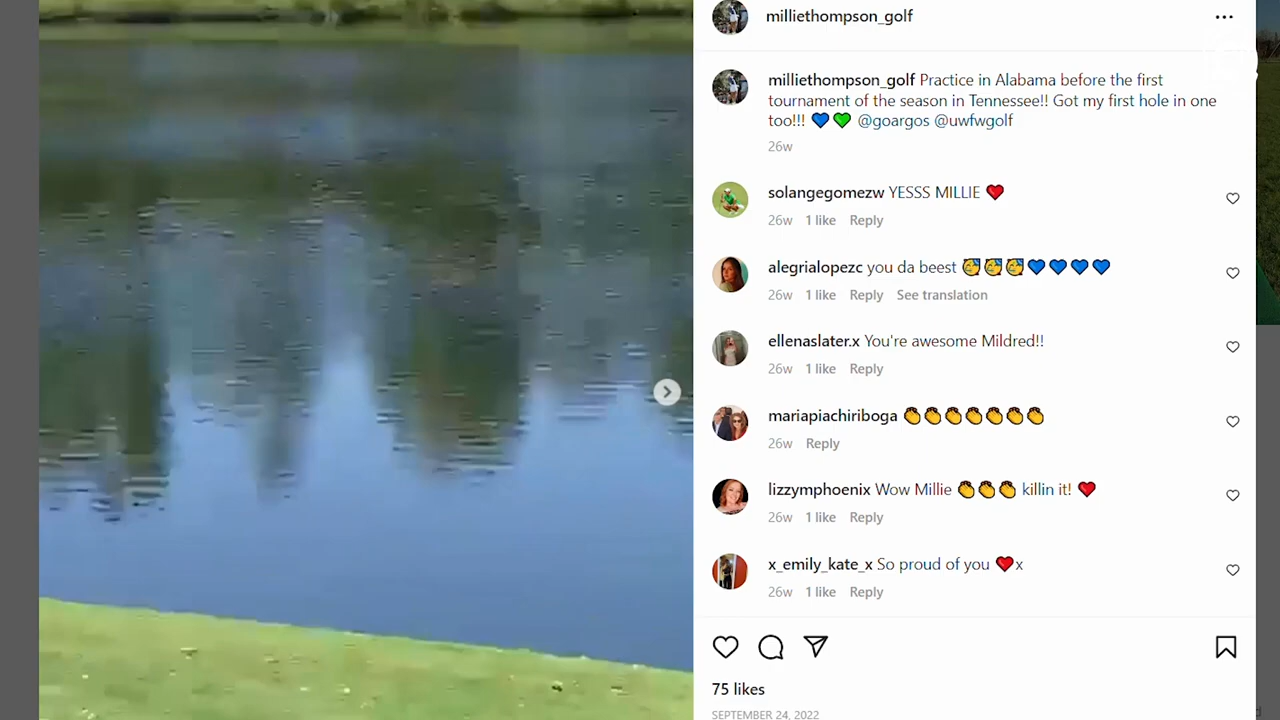 milliethompson_golf
milliethompson_golf Practice in Alabama before the first
tournament of the season in Tennessee!! Got my first hole in one
too!!! 💙💚 @goargos @uwfwgolf
26w
solangegomezw YESSS MILLIE ❤️
26w 1 like Reply
alegrialopezc you da beest 🥳🥳🥳💙💙💙💙
26w 1 like Reply See translation
ellenaslater.x You're awesome Mildred!!
26w 1 like Reply
mariapiachiriboga 👏👏👏👏👏👏👏
26w Reply
lizzymphoenix Wow Millie 👏👏👏 killin it! ❤️
26w 1 like Reply
x_emily_kate_x So proud of you ❤️x
26w 1 like Reply
75 likes
SEPTEMBER 24, 2022